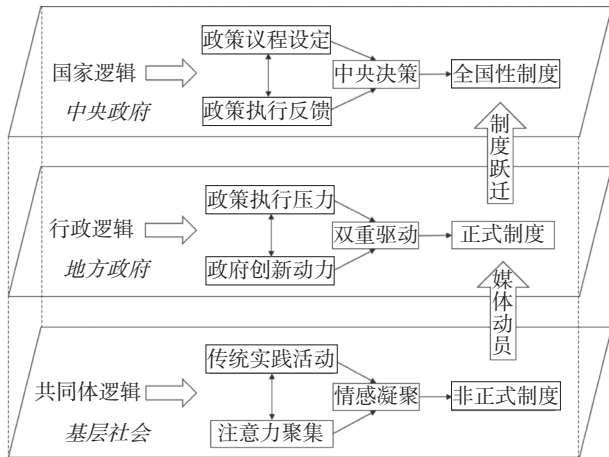 政策议程设定
国家逻辑
中央决策
全国性制度
中央政府
政策执行反馈
制度跃迁
政策执行压力
行政逻辑
双重驱动
正式制度
地方政府
政府创新动力
媒体动员
传统实践活动
共同体逻辑
情感凝聚
非正式制度
基层社会
注意力聚集